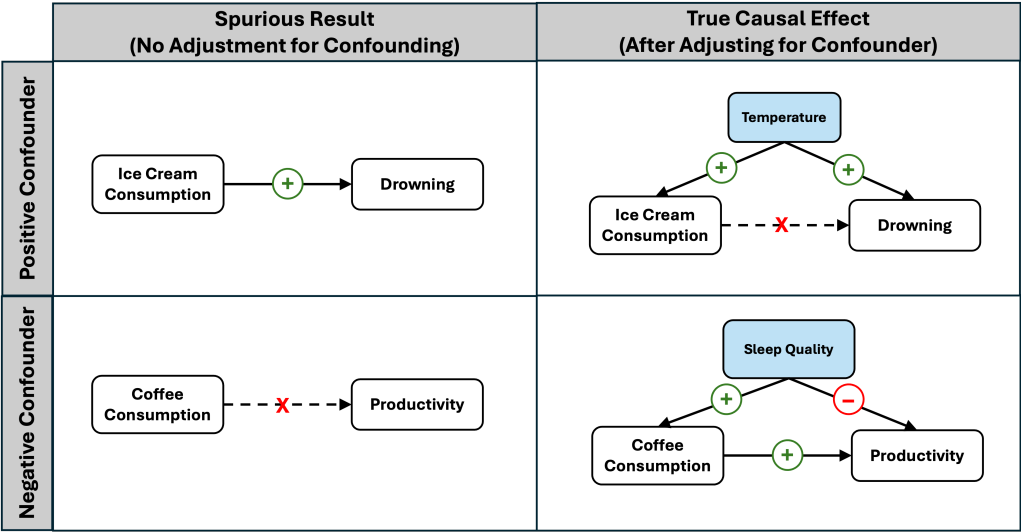 Spurious Result
(No Adjustment for Confounding)
True Causal Effect
(After Adjusting for Confounder)
Positive Confounder
Ice Cream
Consumption
+
Drowning
Temperature
+
+
Ice Cream
Consumption
X
Drowning
Negative Confounder
Coffee
Consumption
X
Productivity
Sleep Quality
+
−
Coffee
Consumption
+
Productivity